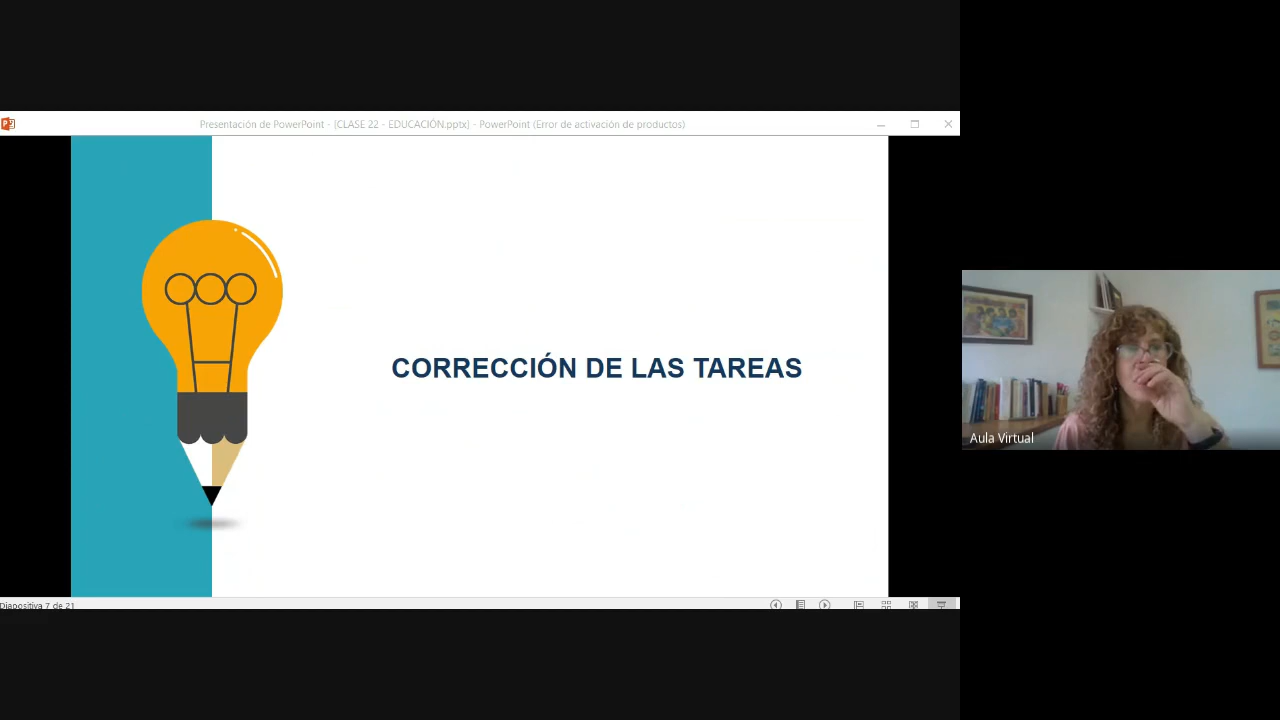 Presentación de PowerPoint - [CLASE 22 - EDUCACIÓN.pptx] - PowerPoint (Error de activación de productos)
CORRECCIÓN DE LAS TAREAS
Aula Virtual
Diapositiva 7 de 21